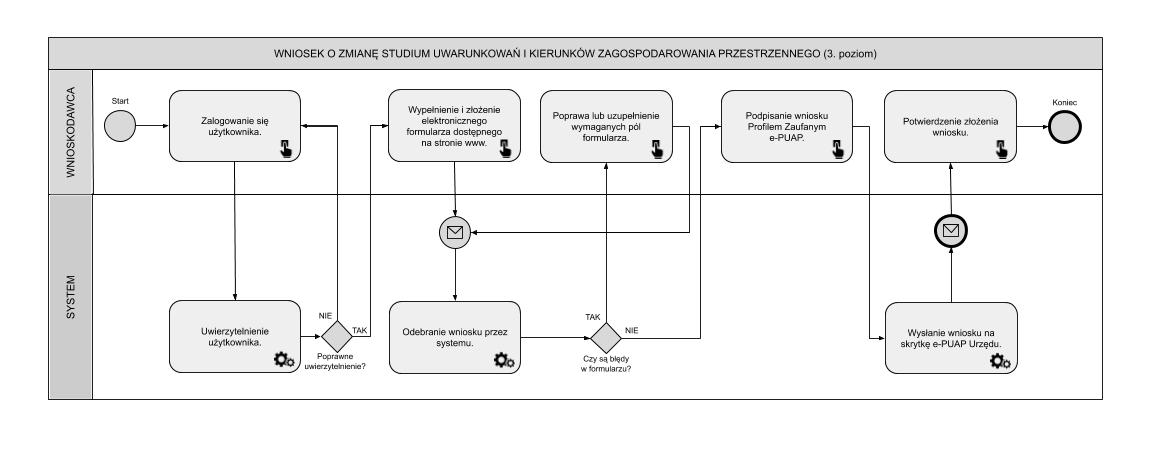 WNIOSEK O ZMIANĘ STUDIUM UWARUNKOWAŃ I KIERUNKÓW ZAGOSPODAROWANIA PRZESTRZENNEGO (3. poziom)
WNIOSKODAWCA
Start
Zalogowanie się
użytkownika.
Wypełnienie i złożenie
elektronicznego
formularza dostępnego
na stronie www.
Poprawa lub uzupełnienie
wymaganych pól
formularza.
Podpisanie wniosku
Profilem Zaufanym
e-PUAP.
Potwierdzenie złożenia
wniosku.
Koniec
SYSTEM
Uwierzytelnienie
użytkownika.
NIE
TAK
Poprawne
uwierzytelnienie?
Odebranie wniosku przez
systemu.
TAK
NIE
Czy są błędy
w formularzu?
Wysłanie wniosku na
skrytkę e-PUAP Urzędu.